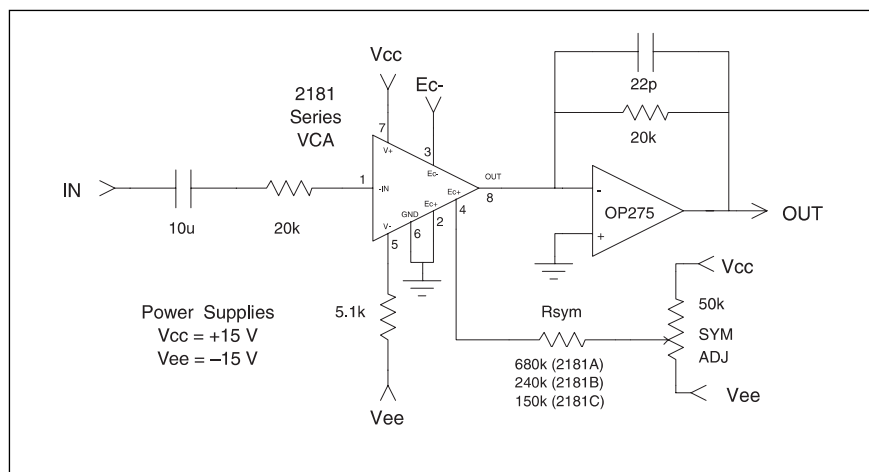 Vcc
Ec-
2181
Series
VCA
7
V+
3
Ec-
22p
20k
IN
10u
20k
1
-IN
OUT
8
Ec+
4
Ec+
2
GND
6
V-
5
-
+
OP275
OUT
5.1k
Vee
Power Supplies
Vcc = +15 V
Vee = –15 V
Rsym
680k (2181A)
240k (2181B)
150k (2181C)
Vcc
50k
SYM
ADJ
Vee